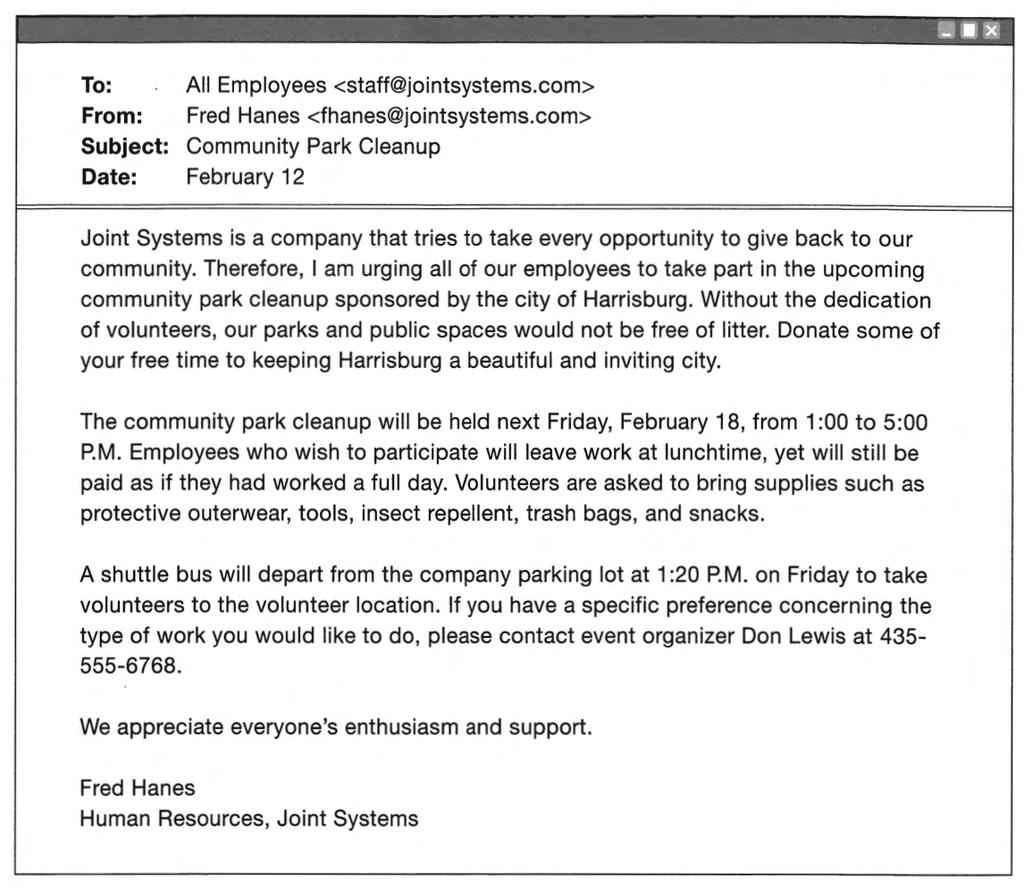 To: All Employees <staff@jointsystems.com>
From: Fred Hanes <fhanes@jointsystems.com>
Subject: Community Park Cleanup
Date: February 12
Joint Systems is a company that tries to take every opportunity to give back to our
community. Therefore, I am urging all of our employees to take part in the upcoming
community park cleanup sponsored by the city of Harrisburg. Without the dedication
of volunteers, our parks and public spaces would not be free of litter. Donate some of
your free time to keeping Harrisburg a beautiful and inviting city.
The community park cleanup will be held next Friday, February 18, from 1:00 to 5:00
P.M. Employees who wish to participate will leave work at lunchtime, yet will still be
paid as if they had worked a full day. Volunteers are asked to bring supplies such as
protective outerwear, tools, insect repellent, trash bags, and snacks.
A shuttle bus will depart from the company parking lot at 1:20 P.M. on Friday to take
volunteers to the volunteer location. If you have a specific preference concerning the
type of work you would like to do, please contact event organizer Don Lewis at 435-
555-6768.
We appreciate everyone's enthusiasm and support.
Fred Hanes
Human Resources, Joint Systems